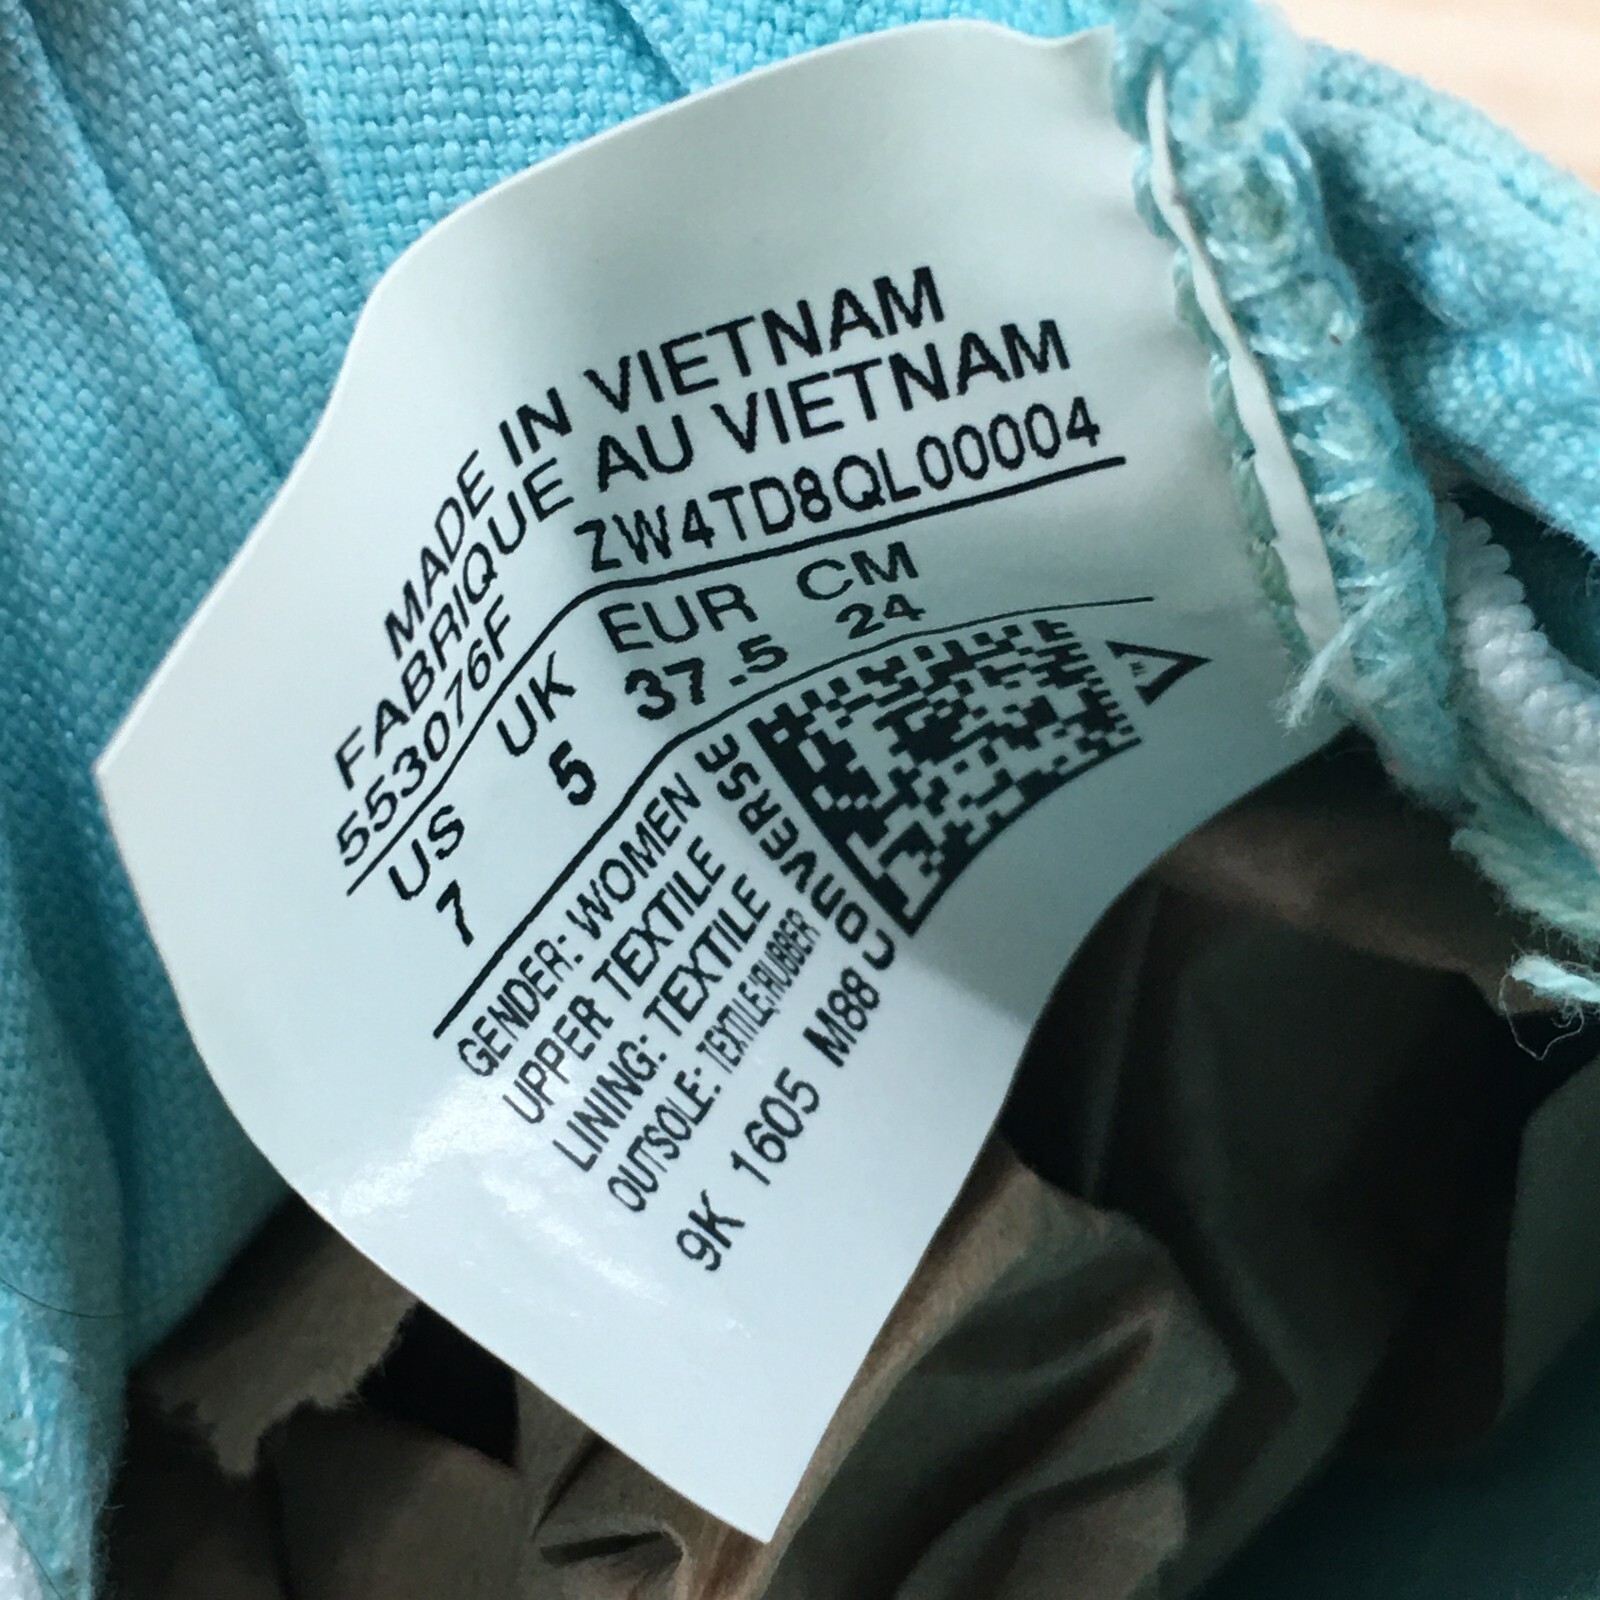 MADE IN VIETNAM
FABRIQUE AU VIETNAM
553076F ZW4TD8QL00004
US UK EUR CM
7 5 37.5 24
GENDER: WOMEN
UPPER TEXTILE
LINING: TEXTILE
OUTSOLE: TEXTILE;RUBBER
CONVERSE
9K 1605 M88